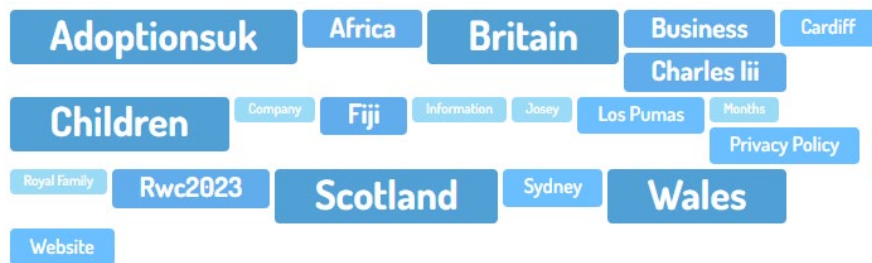 Adoptionsuk Africa Britain Business Cardiff
Charles Iii
Children Company Fiji Information Josey Los Pumas Months
Privacy Policy
Royal Family Rwc2023 Scotland Sydney Wales
Website